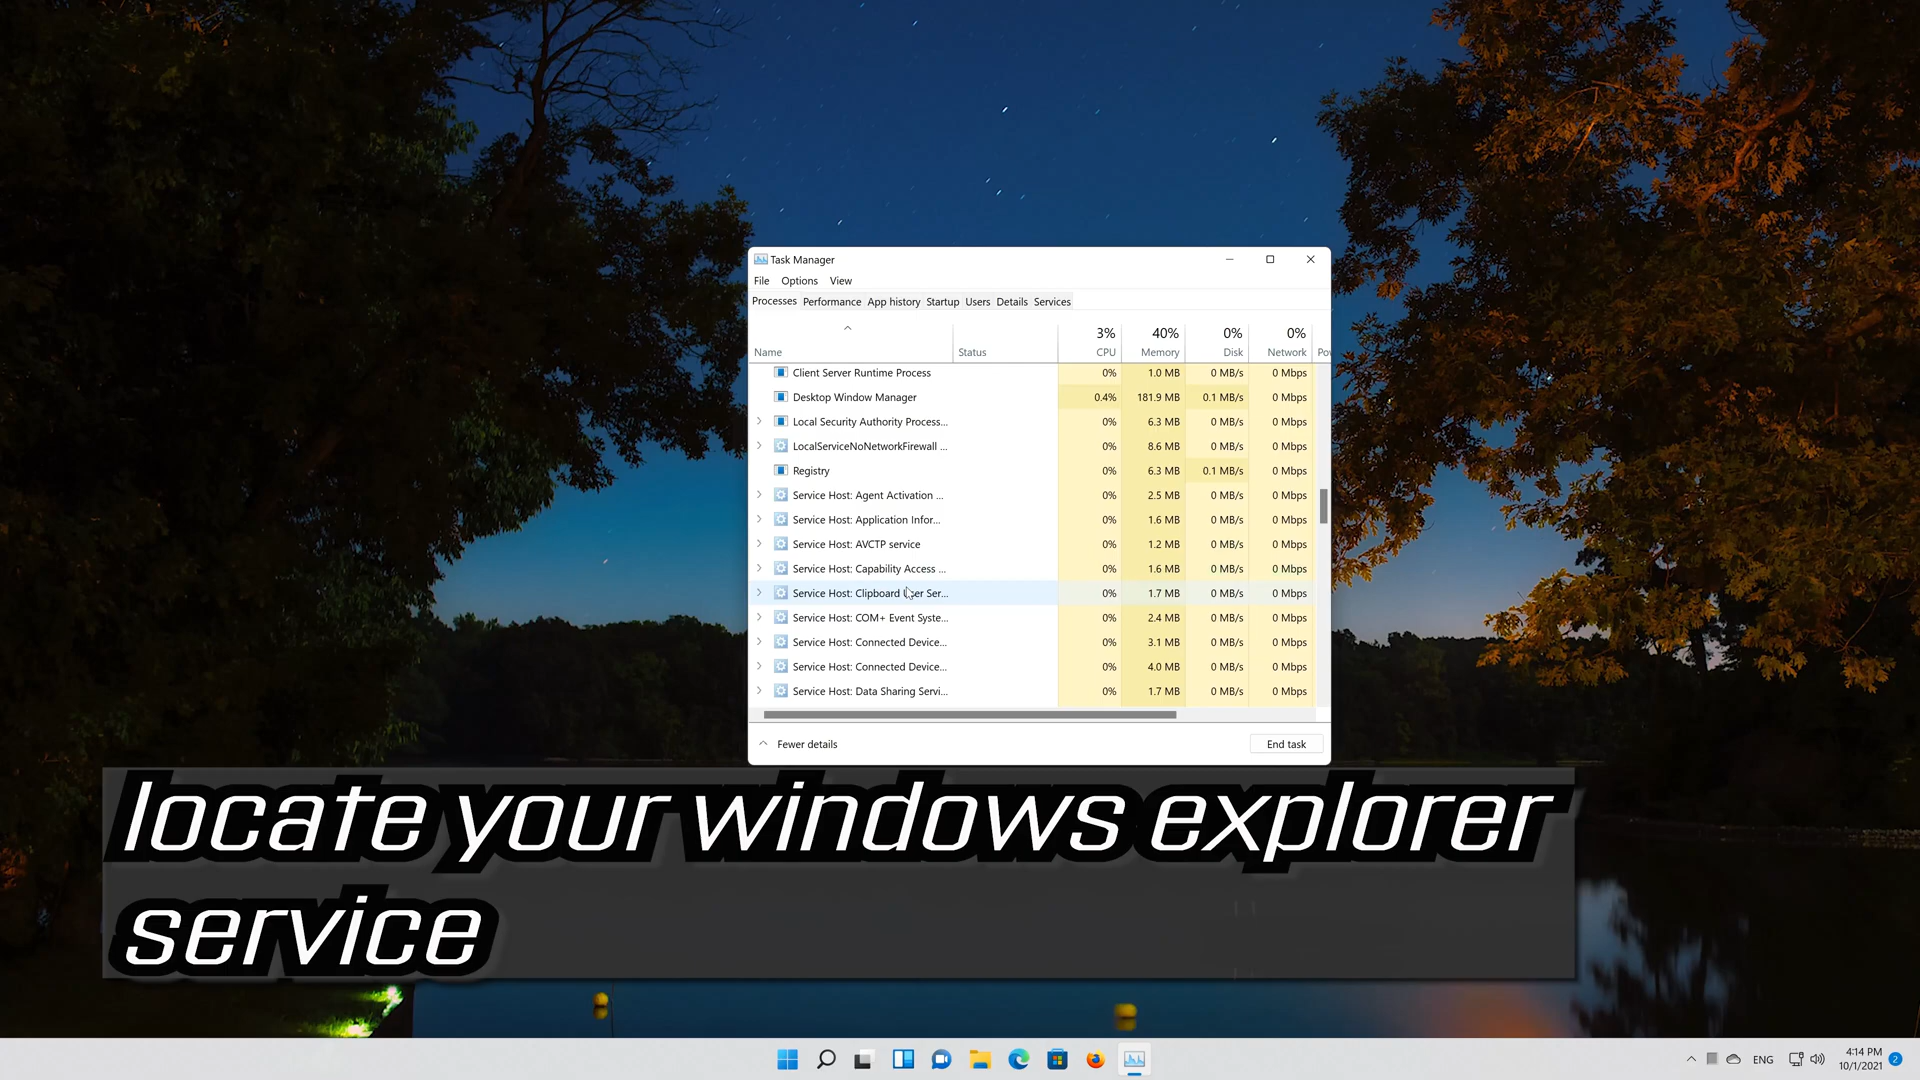 Task Manager
File Options View
Processes Performance App history Startup Users Details Services
3% 40% 0% 0%
Name Status CPU Memory Disk Network Po
Client Server Runtime Process 0% 1.0 MB 0 MB/s 0 Mbps
Desktop Window Manager 0.4% 181.9 MB 0.1 MB/s 0 Mbps
Local Security Authority Process... 0% 6.3 MB 0 MB/s 0 Mbps
LocalServiceNoNetworkFirewall ... 0% 8.6 MB 0 MB/s 0 Mbps
Registry 0% 6.3 MB 0.1 MB/s 0 Mbps
Service Host: Agent Activation ... 0% 2.5 MB 0 MB/s 0 Mbps
Service Host: Application Infor... 0% 1.6 MB 0 MB/s 0 Mbps
Service Host: AVCTP service 0% 1.2 MB 0 MB/s 0 Mbps
Service Host: Capability Access ... 0% 1.6 MB 0 MB/s 0 Mbps
Service Host: Clipboard User Ser... 0% 1.7 MB 0 MB/s 0 Mbps
Service Host: COM+ Event Syste... 0% 2.4 MB 0 MB/s 0 Mbps
Service Host: Connected Device... 0% 3.1 MB 0 MB/s 0 Mbps
Service Host: Connected Device... 0% 4.0 MB 0 MB/s 0 Mbps
Service Host: Data Sharing Servi... 0% 1.7 MB 0 MB/s 0 Mbps
Fewer details End task
locate your windows explorer
service
ENG 4:14 PM
10/1/2021 2